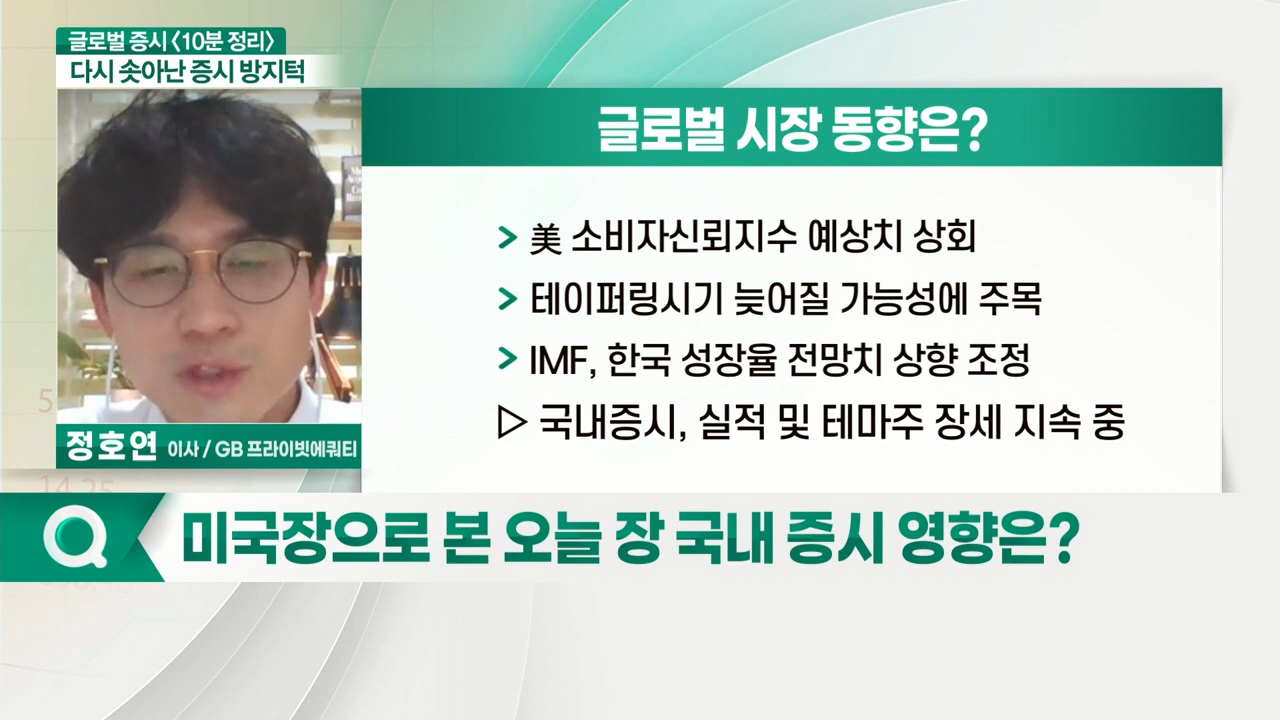 글로벌 증시 <10분 정리>
다시 솟아난 증시 방지턱
글로벌 시장 동향은?
> 美 소비자신뢰지수 예상치 상회
> 테이퍼링시기 늦어질 가능성에 주목
> IMF, 한국 성장율 전망치 상향 조정
▷ 국내증시, 실적 및 테마주 장세 지속 중
정호연 이사 / GB 프라이빗에쿼티
미국장으로 본 오늘 장 국내 증시 영향은?